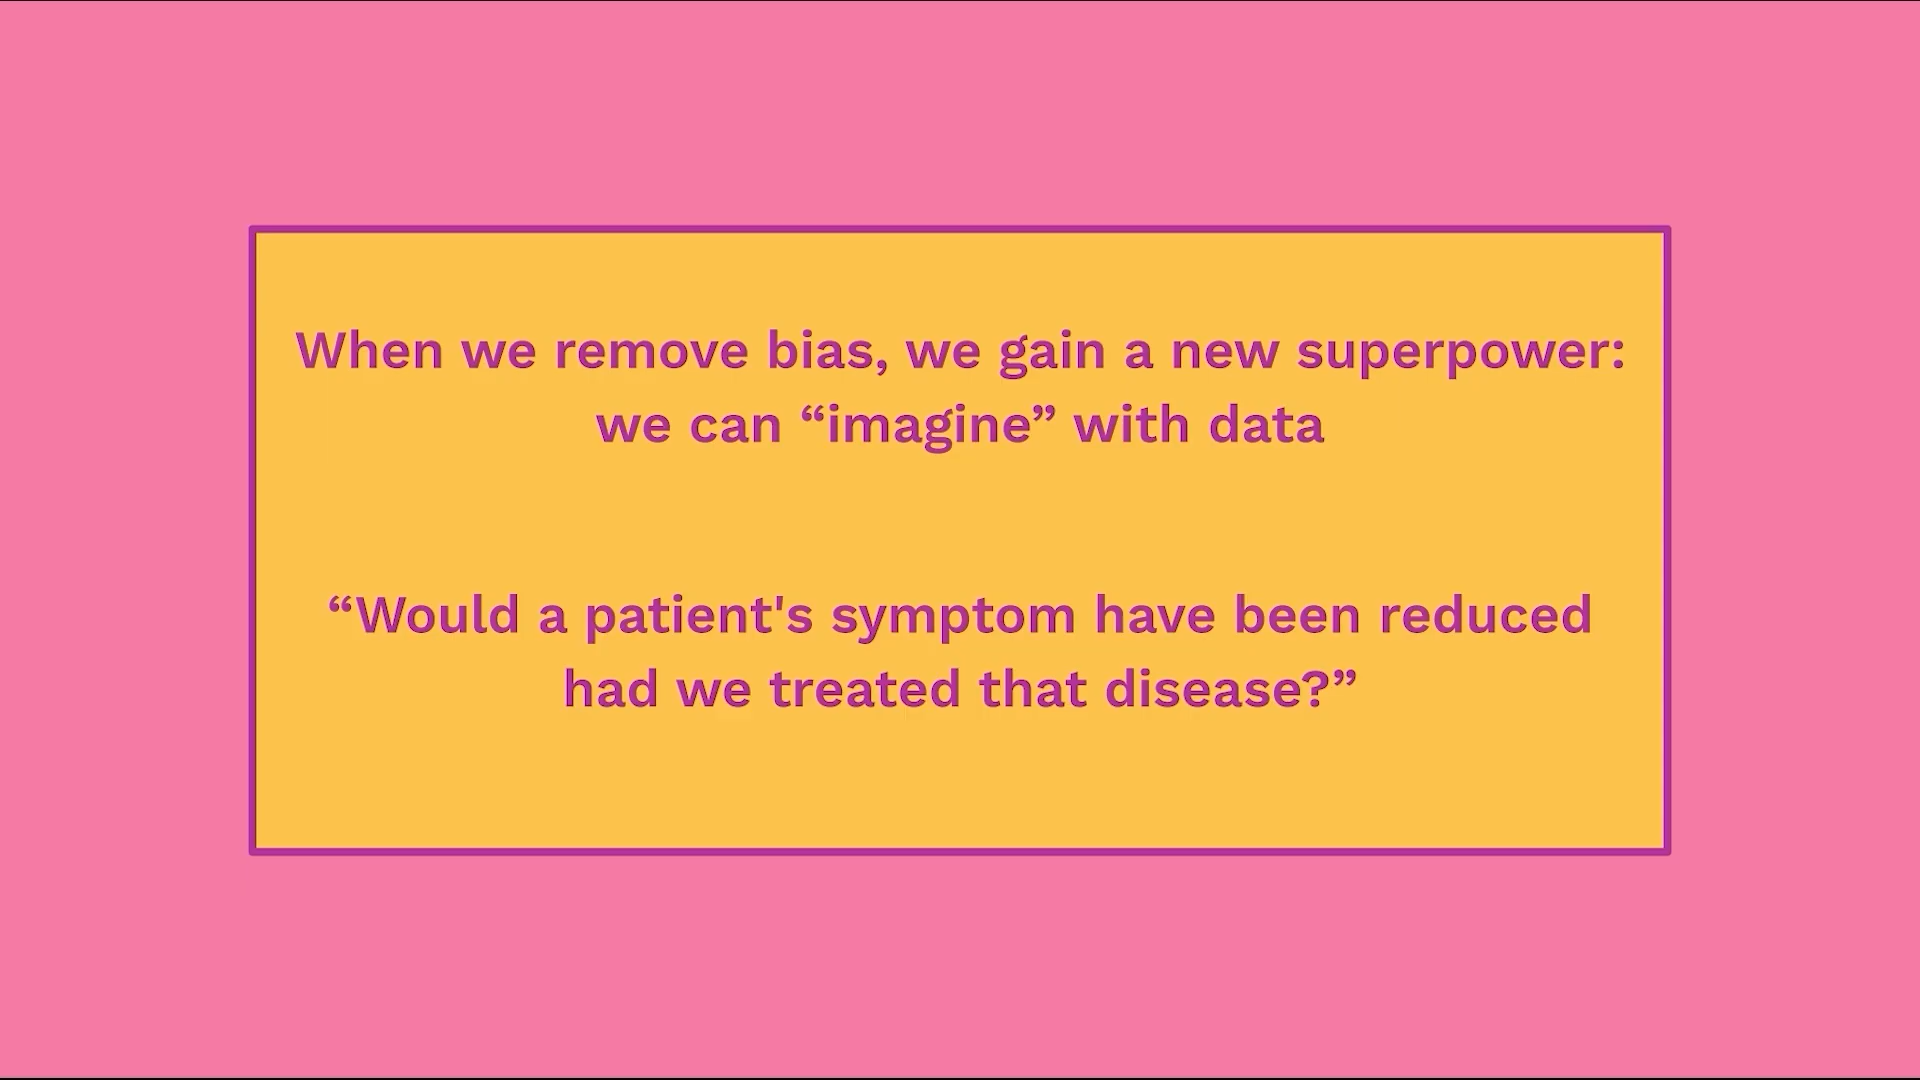 When we remove bias, we gain a new superpower:
we can “imagine” with data
“Would a patient's symptom have been reduced
had we treated that disease?”